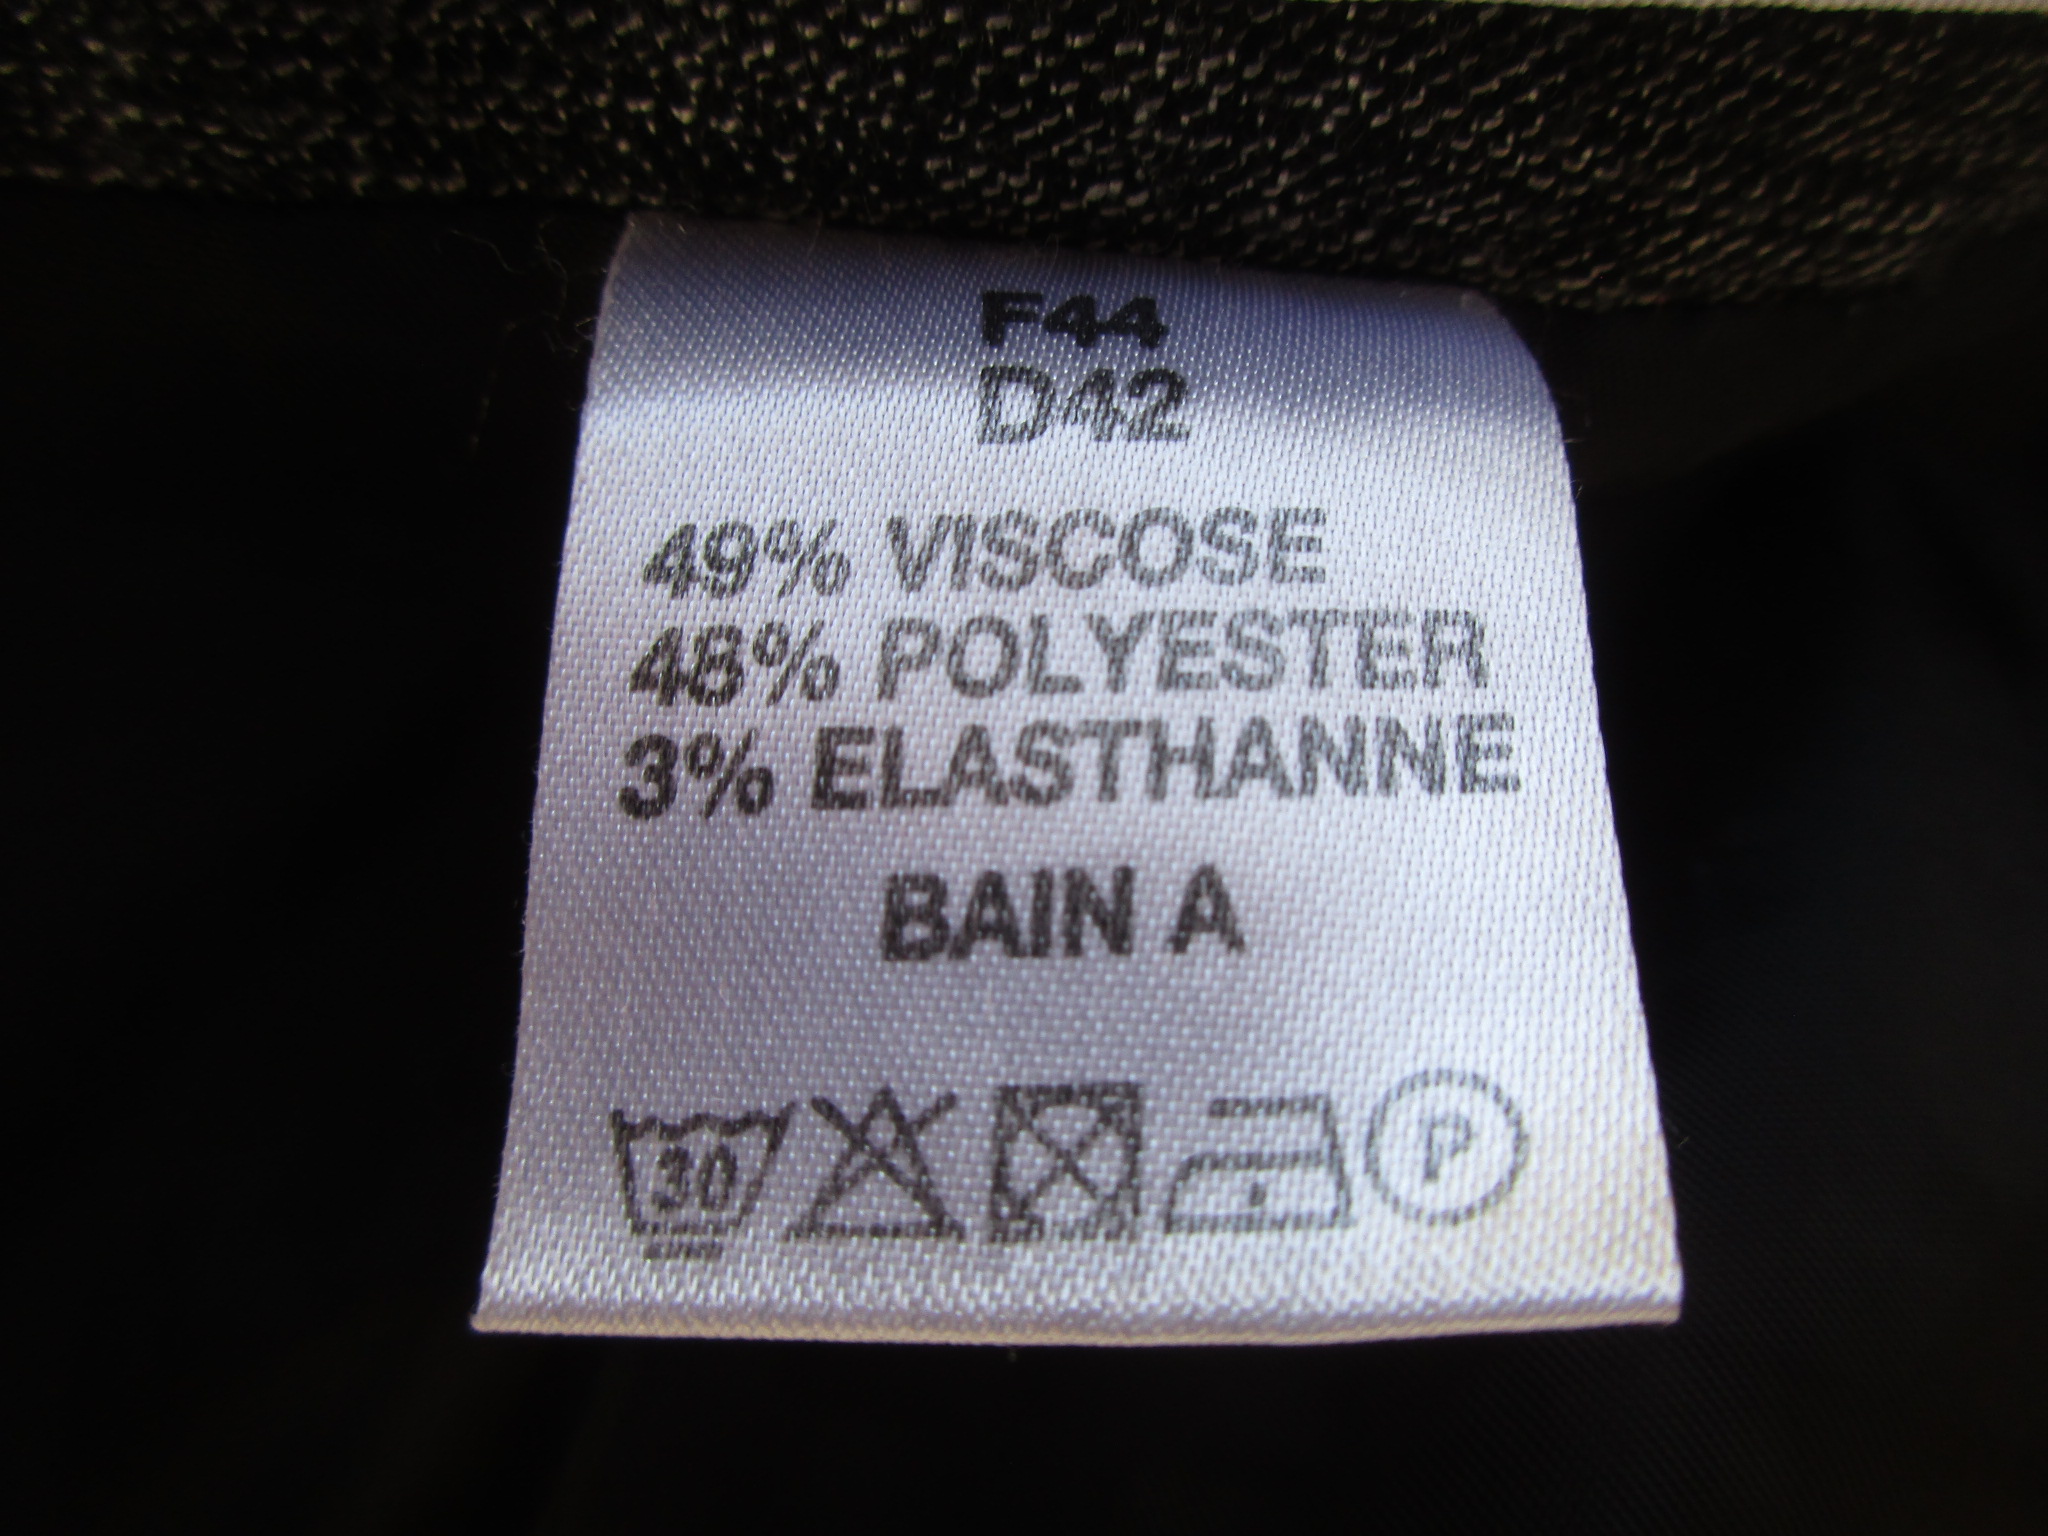 F44
D42
49% VISCOSE
48% POLYESTER
3% ELASTHANNE
BAIN A
30 P